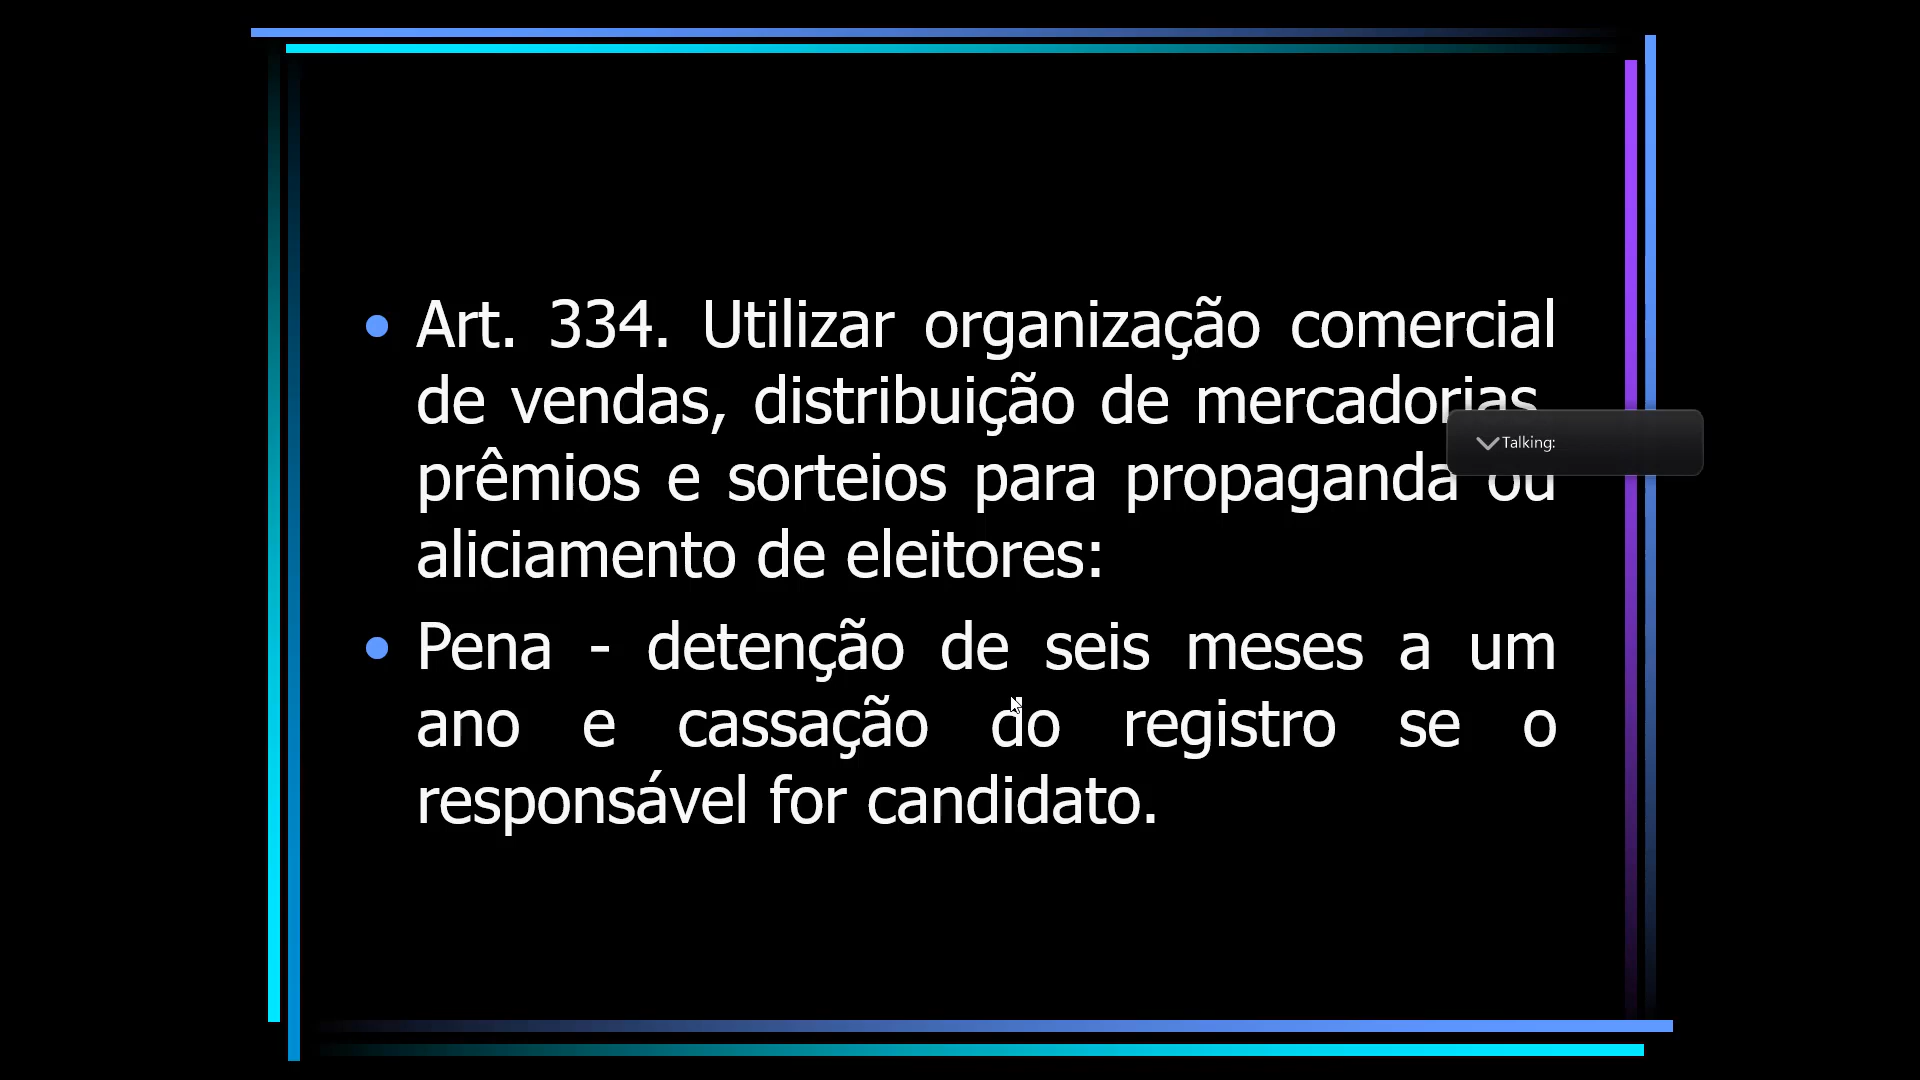 • Art. 334. Utilizar organização comercial
de vendas, distribuição de mercadorias,
prêmios e sorteios para propaganda ou
aliciamento de eleitores:
• Pena - detenção de seis meses a um
ano e cassação do registro se o
responsável for candidato.
Talking: